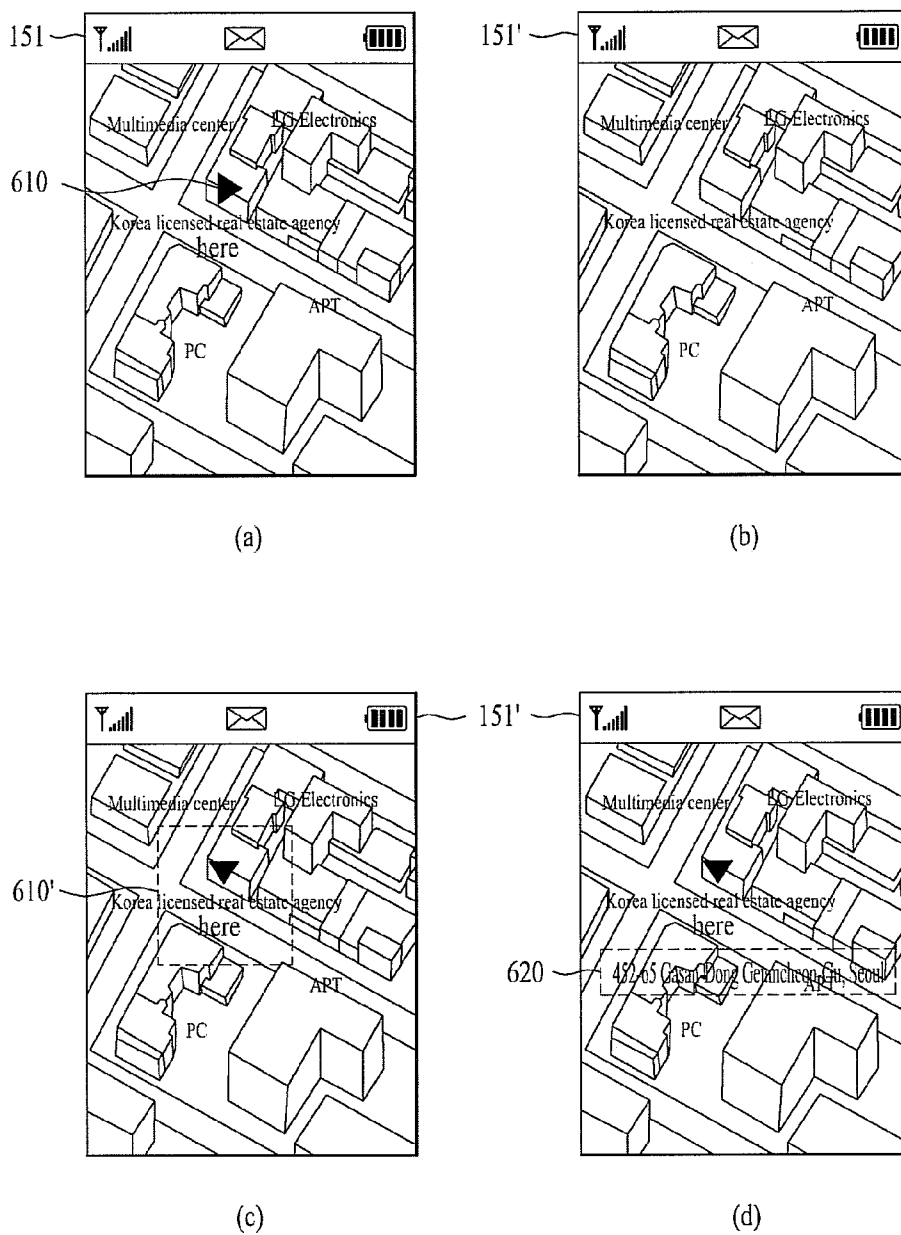 151
151'
Multimedia center
LG Electronics
Multimedia center
LG Electronics
610
Korea licensed real estate agency
Korea licensed real estate agency
here
APT
APT
PC
PC
(a)
(b)
151'
Multimedia center
LG Electronics
Multimedia center
LG Electronics
610'
Korea licensed real estate agency
Korea licensed real estate agency
here
here
620
452-65 Gasan-Dong Geumcheon-Gu, Seoul
APT
APT
PC
PC
(c)
(d)